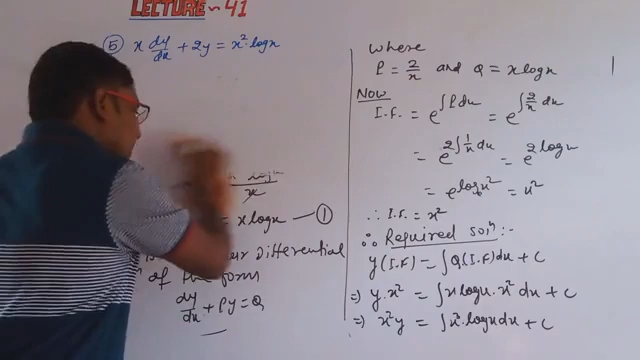 LECTURE ~ 41
⑤ x dy/dx + 2y = x²·logx
= x logx — ①
Differential
of the form
dy/dx + Py = Q
where
P = 2/x and Q = x logx
Now
I.F. = e^∫Pdx = e^∫2/x dx
= e^2∫1/x dx = e^2 logx
= e^logx² = x²
∴ I.F. = x²
∴ Required solⁿ :-
y(I.F) = ∫Q(I.F)dx + C
⇒ y·x² = ∫x logx·x² dx + C
⇒ x²y = ∫x³·logx dx + C